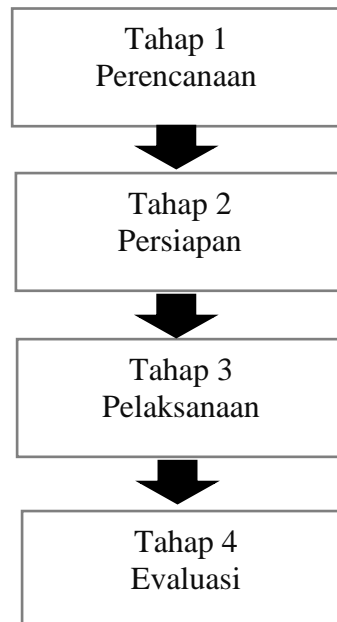 Tahap 1
Perencanaan
Tahap 2
Persiapan
Tahap 3
Pelaksanaan
Tahap 4
Evaluasi